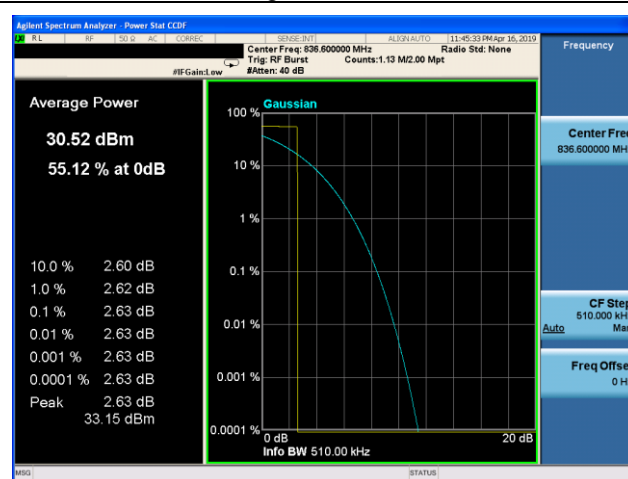 Agilent Spectrum Analyzer - Power Stat CCDF
RL RF 50 Ω AC CORREC SENSE:INT ALIGN AUTO 11:45:33 PM Apr 16, 2019
Center Freq: 836.600000 MHz Radio Std: None
Trig: RF Burst Counts:1.13 M/2.00 Mpt
#IFGain:Low #Atten: 40 dB
Frequency
Average Power
30.52 dBm
55.12 % at 0dB
10.0 % 2.60 dB
1.0 % 2.62 dB
0.1 % 2.63 dB
0.01 % 2.63 dB
0.001 % 2.63 dB
0.0001 % 2.63 dB
Peak 2.63 dB
33.15 dBm
Gaussian
100 %
10 %
1 %
0.1 %
0.01 %
0.001 %
0.0001 %
0 dB 20 dB
Info BW 510.00 kHz
Center Fre
836.600000 MH
CF Step
510.000 kH
Auto Ma
Freq Offse
0 H
MSG STATUS